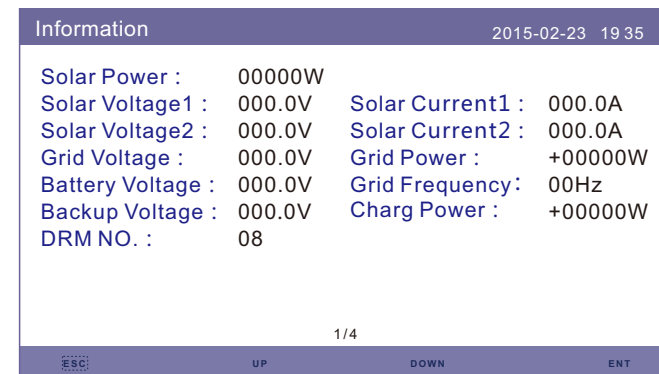 Information 2015-02-23 19 35
Solar Power : 00000W
Solar Voltage1 : 000.0V Solar Current1 : 000.0A
Solar Voltage2 : 000.0V Solar Current2 : 000.0A
Grid Voltage : 000.0V Grid Power : +00000W
Battery Voltage : 000.0V Grid Frequency: 00Hz
Backup Voltage : 000.0V Charg Power : +00000W
DRM NO. : 08
1/4
ESC UP DOWN ENT